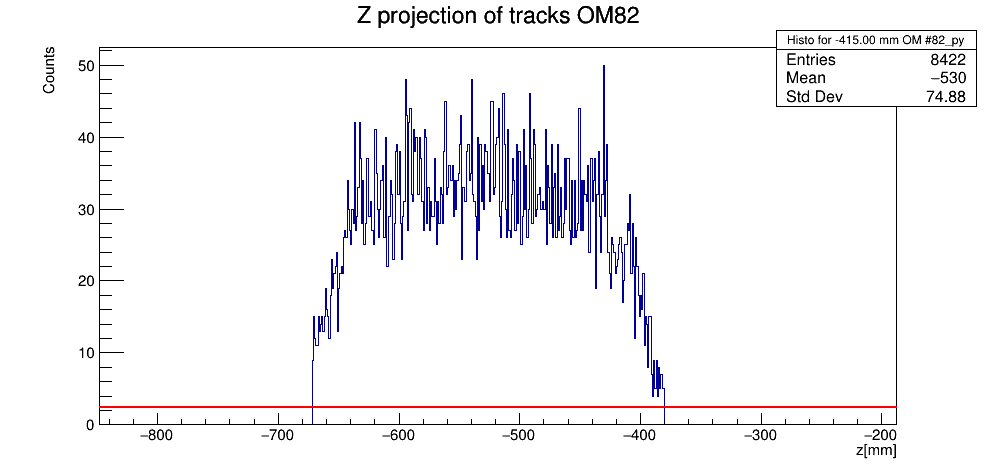 Z projection of tracks OM82
Histo for -415.00 mm OM #82_py
Entries 8422
Mean −530
Std Dev 74.88
Counts
50
40
30
20
10
0
−800 −700 −600 −500 −400 −300 −200
z[mm]